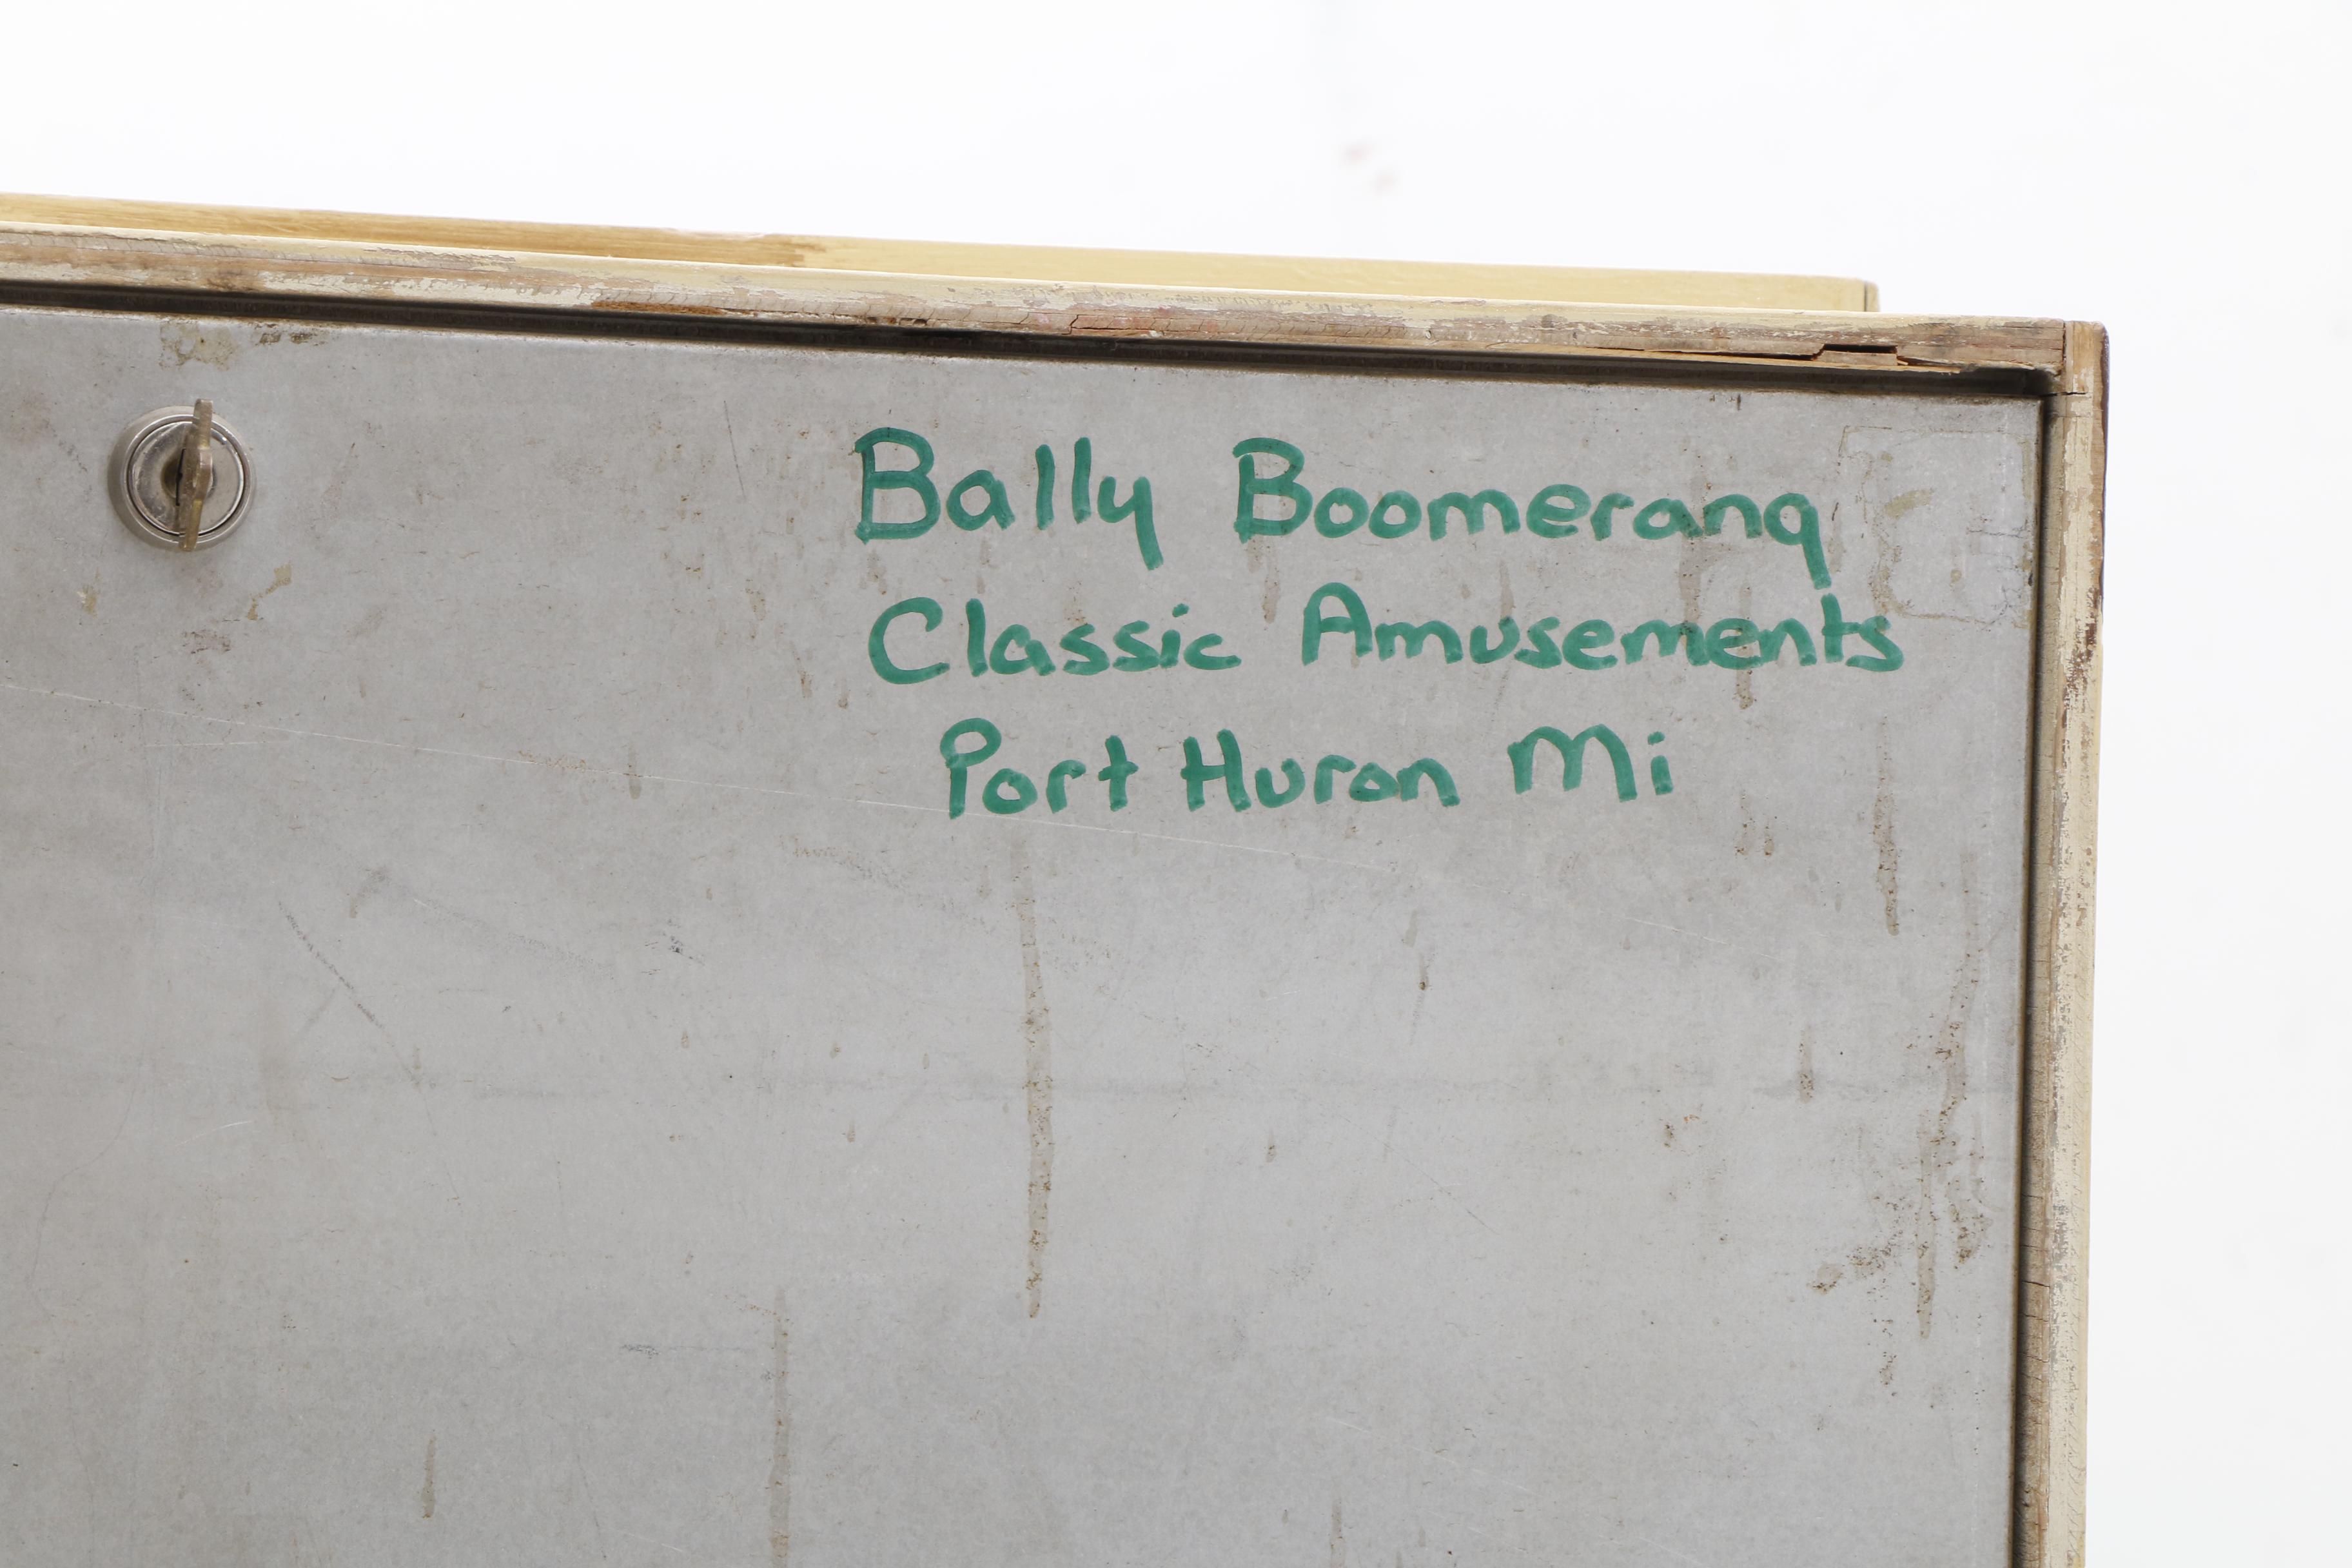 Bally Boomerang
Classic Amusements
Port Huron Mi